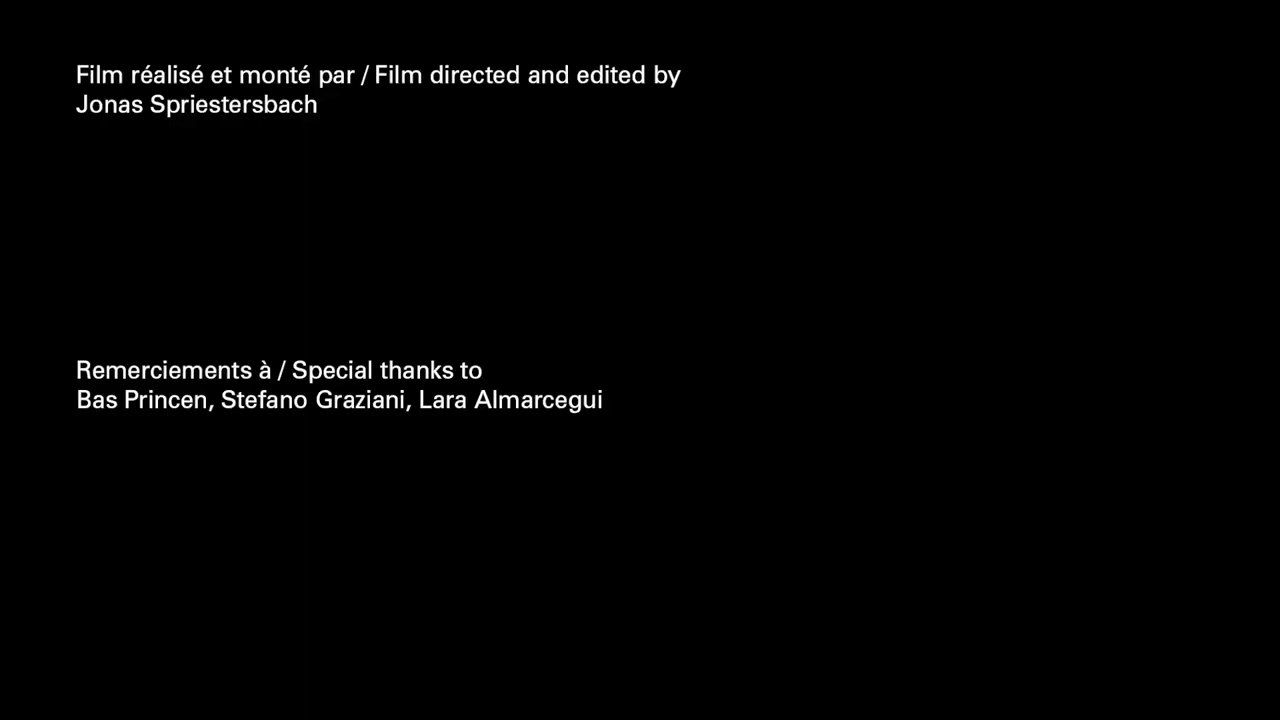 Film réalisé et monté par / Film directed and edited by
Jonas Spriestersbach
Remerciements à / Special thanks to
Bas Princen, Stefano Graziani, Lara Almarcegui